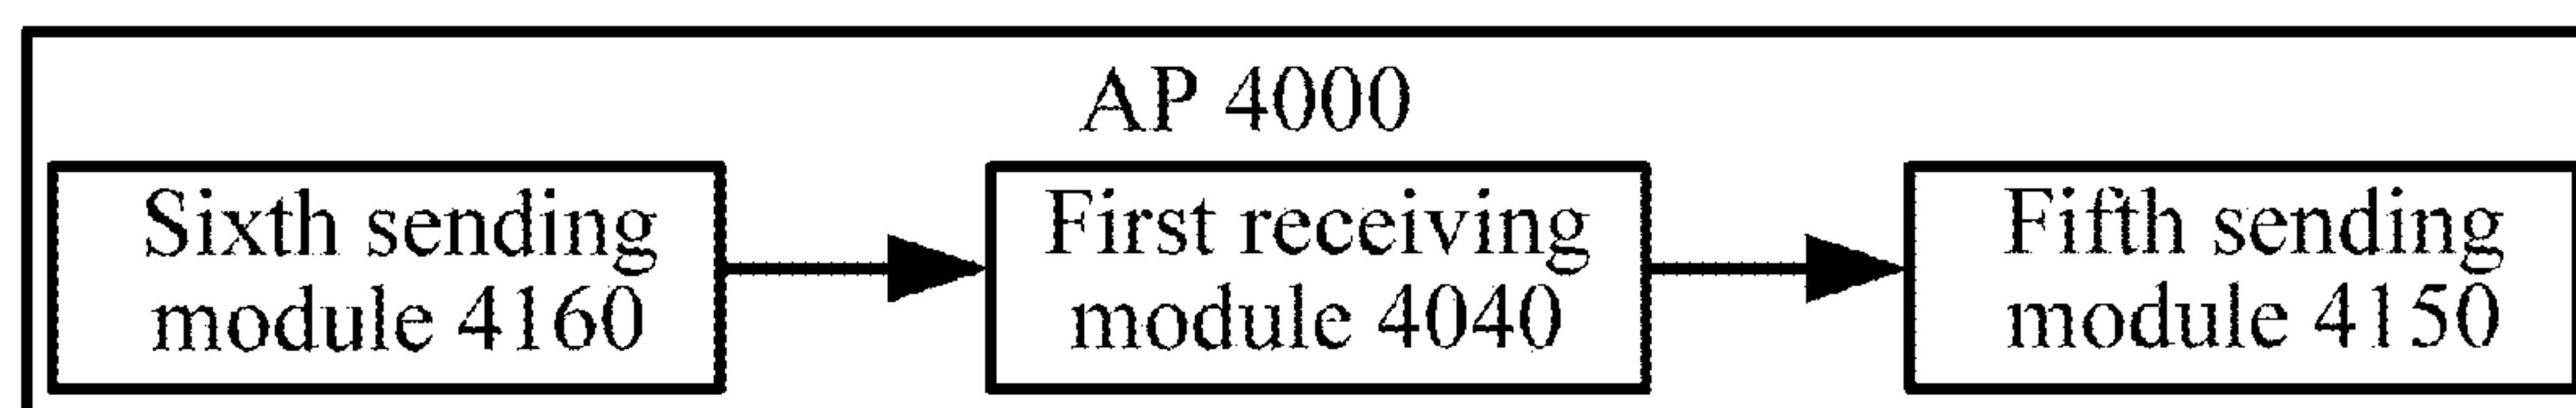 AP 4000
Sixth sending
module 4160
First receiving
module 4040
Fifth sending
module 4150